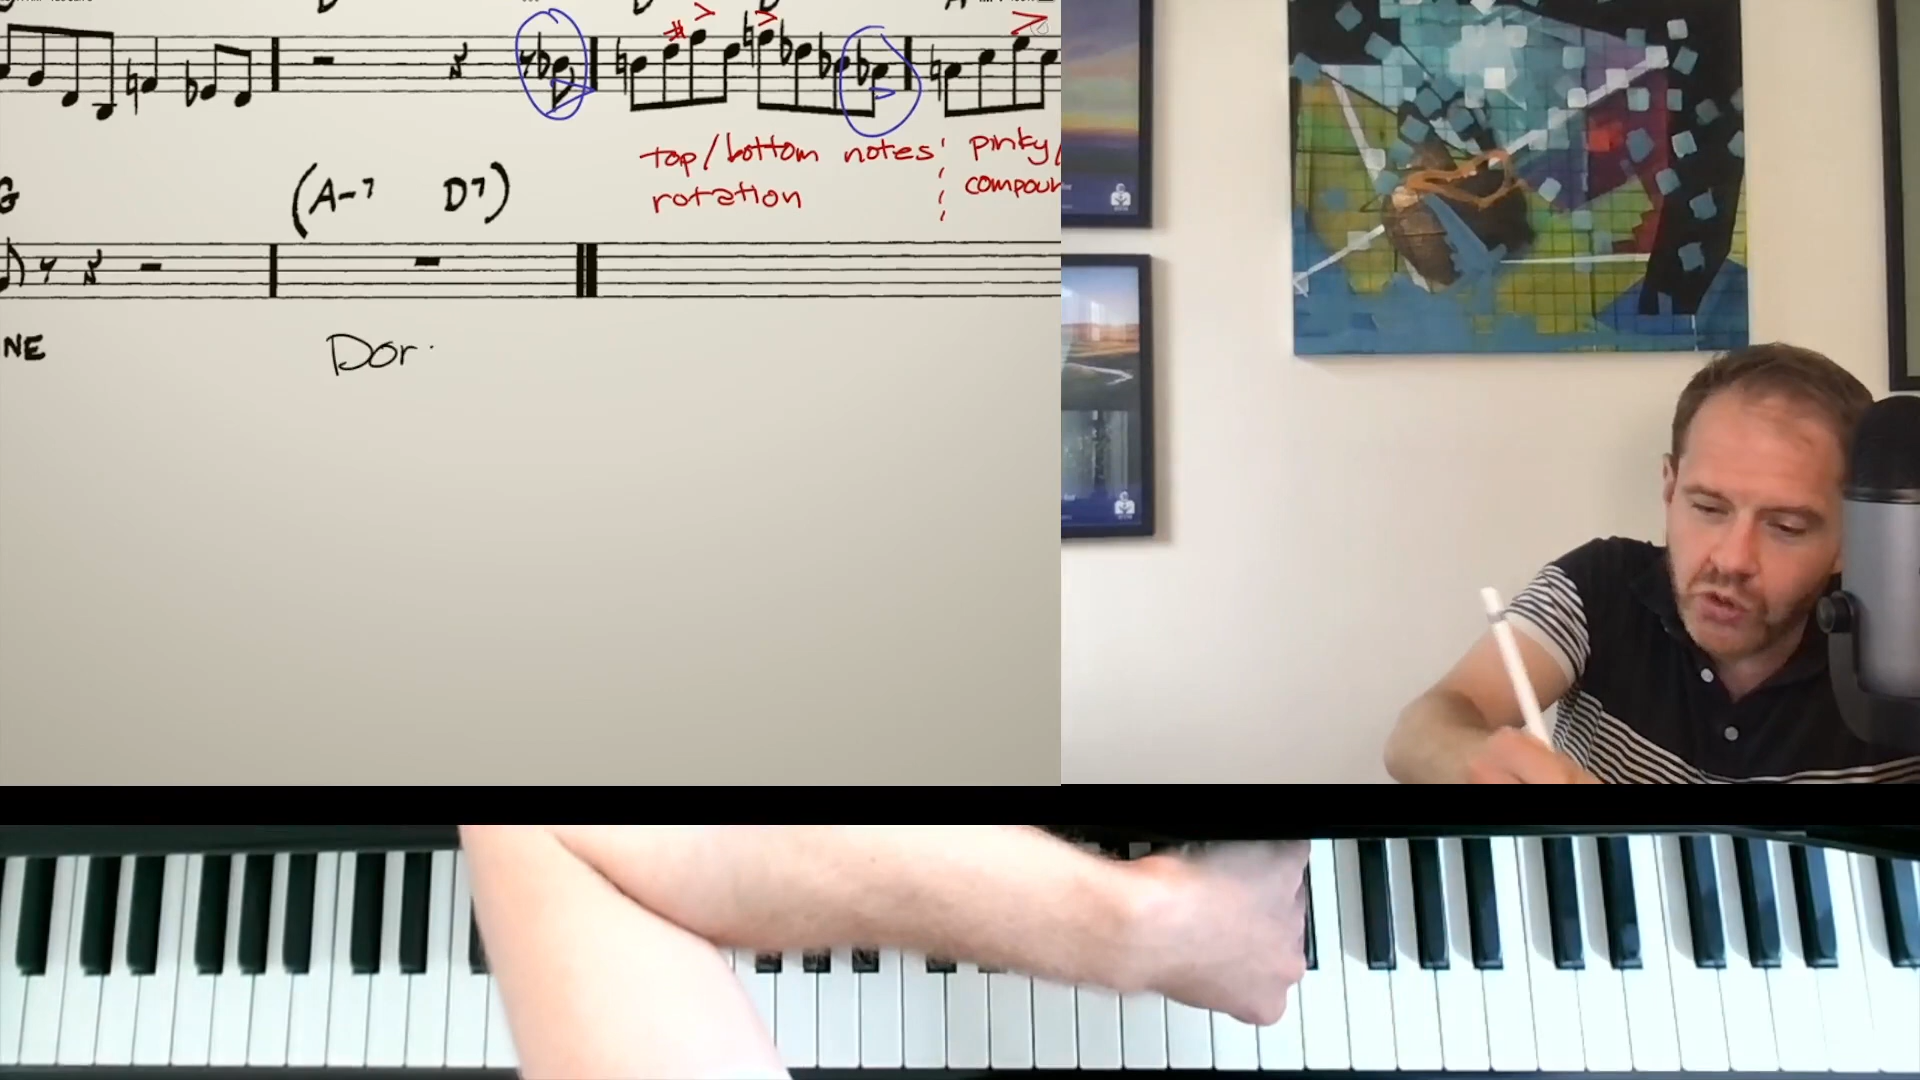 top/bottom notes pinky/
rotation compour
G (A-7 D7)
NE Dor